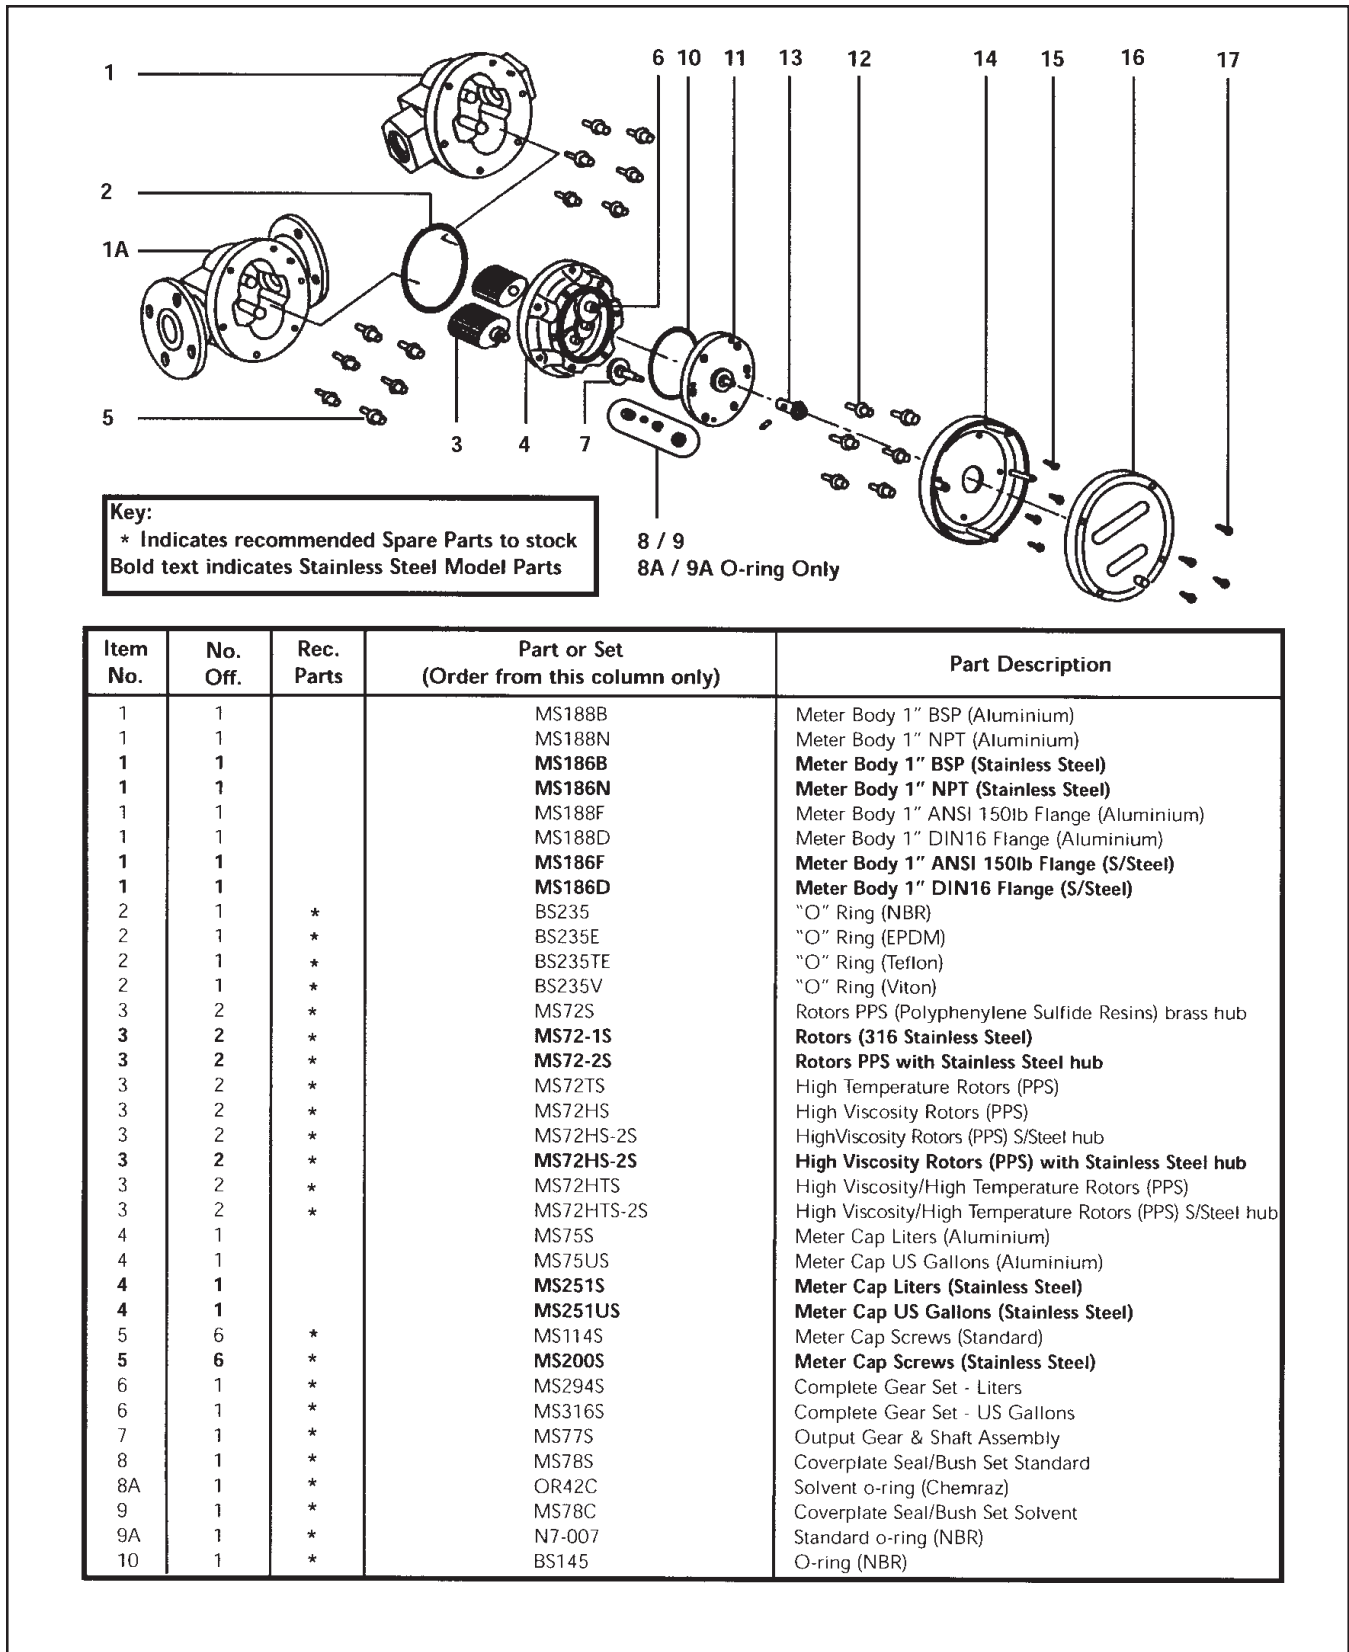 1
6 10 11 13 12 14 15 16 17
2
1A
5
3 4 7
Key:
* Indicates recommended Spare Parts to stock
Bold text indicates Stainless Steel Model Parts
8 / 9
8A / 9A O-ring Only
Item No. No. Off. Rec. Parts Part or Set (Order from this column only) Part Description
1 1 MS188B Meter Body 1" BSP (Aluminium)
1 1 MS188N Meter Body 1" NPT (Aluminium)
1 1 MS186B Meter Body 1" BSP (Stainless Steel)
1 1 MS186N Meter Body 1" NPT (Stainless Steel)
1 1 MS188F Meter Body 1" ANSI 150lb Flange (Aluminium)
1 1 MS188D Meter Body 1" DIN16 Flange (Aluminium)
1 1 MS186F Meter Body 1" ANSI 150lb Flange (S/Steel)
1 1 MS186D Meter Body 1" DIN16 Flange (S/Steel)
2 1 * BS235 "O" Ring (NBR)
2 1 * BS235E "O" Ring (EPDM)
2 1 * BS235TE "O" Ring (Teflon)
2 1 * BS235V "O" Ring (Viton)
3 2 * MS72S Rotors PPS (Polyphenylene Sulfide Resins) brass hub
3 2 * MS72-1S Rotors (316 Stainless Steel)
3 2 * MS72-2S Rotors PPS with Stainless Steel hub
3 2 * MS72TS High Temperature Rotors (PPS)
3 2 * MS72HS High Viscosity Rotors (PPS)
3 2 * MS72HS-2S HighViscosity Rotors (PPS) S/Steel hub
3 2 * MS72HS-2S High Viscosity Rotors (PPS) with Stainless Steel hub
3 2 * MS72HTS High Viscosity/High Temperature Rotors (PPS)
3 2 * MS72HTS-2S High Viscosity/High Temperature Rotors (PPS) S/Steel hub
4 1 MS75S Meter Cap Liters (Aluminium)
4 1 MS75US Meter Cap US Gallons (Aluminium)
4 1 MS251S Meter Cap Liters (Stainless Steel)
4 1 MS251US Meter Cap US Gallons (Stainless Steel)
5 6 * MS114S Meter Cap Screws (Standard)
5 6 * MS200S Meter Cap Screws (Stainless Steel)
6 1 * MS294S Complete Gear Set - Liters
6 1 * MS316S Complete Gear Set - US Gallons
7 1 * MS77S Output Gear & Shaft Assembly
8 1 * MS78S Coverplate Seal/Bush Set Standard
8A 1 * OR42C Solvent o-ring (Chemraz)
9 1 * MS78C Coverplate Seal/Bush Set Solvent
9A 1 * N7-007 Standard o-ring (NBR)
10 1 * BS145 O-ring (NBR)